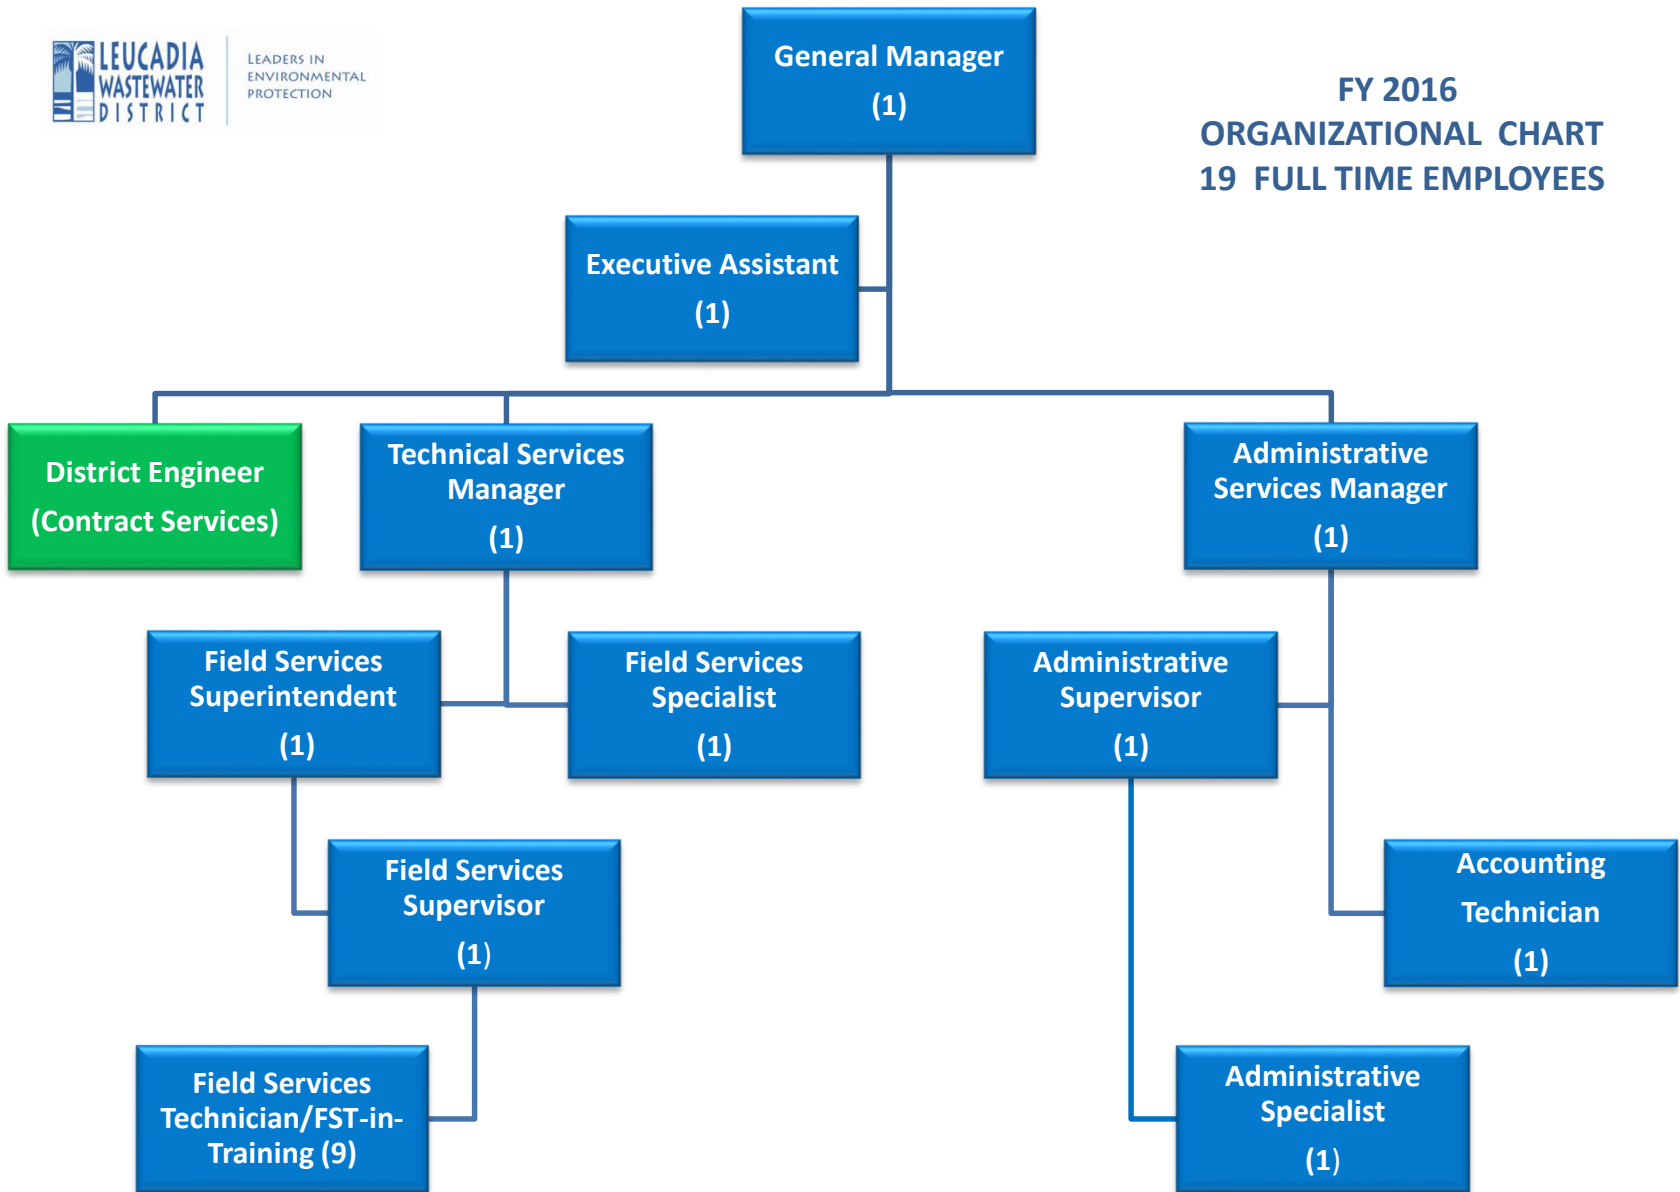 LEUCADIA
WASTEWATER
DISTRICT
LEADERS IN
ENVIRONMENTAL
PROTECTION
General Manager
(1)
FY 2016
ORGANIZATIONAL CHART
19 FULL TIME EMPLOYEES
Executive Assistant
(1)
District Engineer
(Contract Services)
Technical Services
Manager
(1)
Administrative
Services Manager
(1)
Field Services
Superintendent
(1)
Field Services
Specialist
(1)
Administrative
Supervisor
(1)
Field Services
Supervisor
(1)
Accounting
Technician
(1)
Field Services
Technician/FST-in-
Training (9)
Administrative
Specialist
(1)